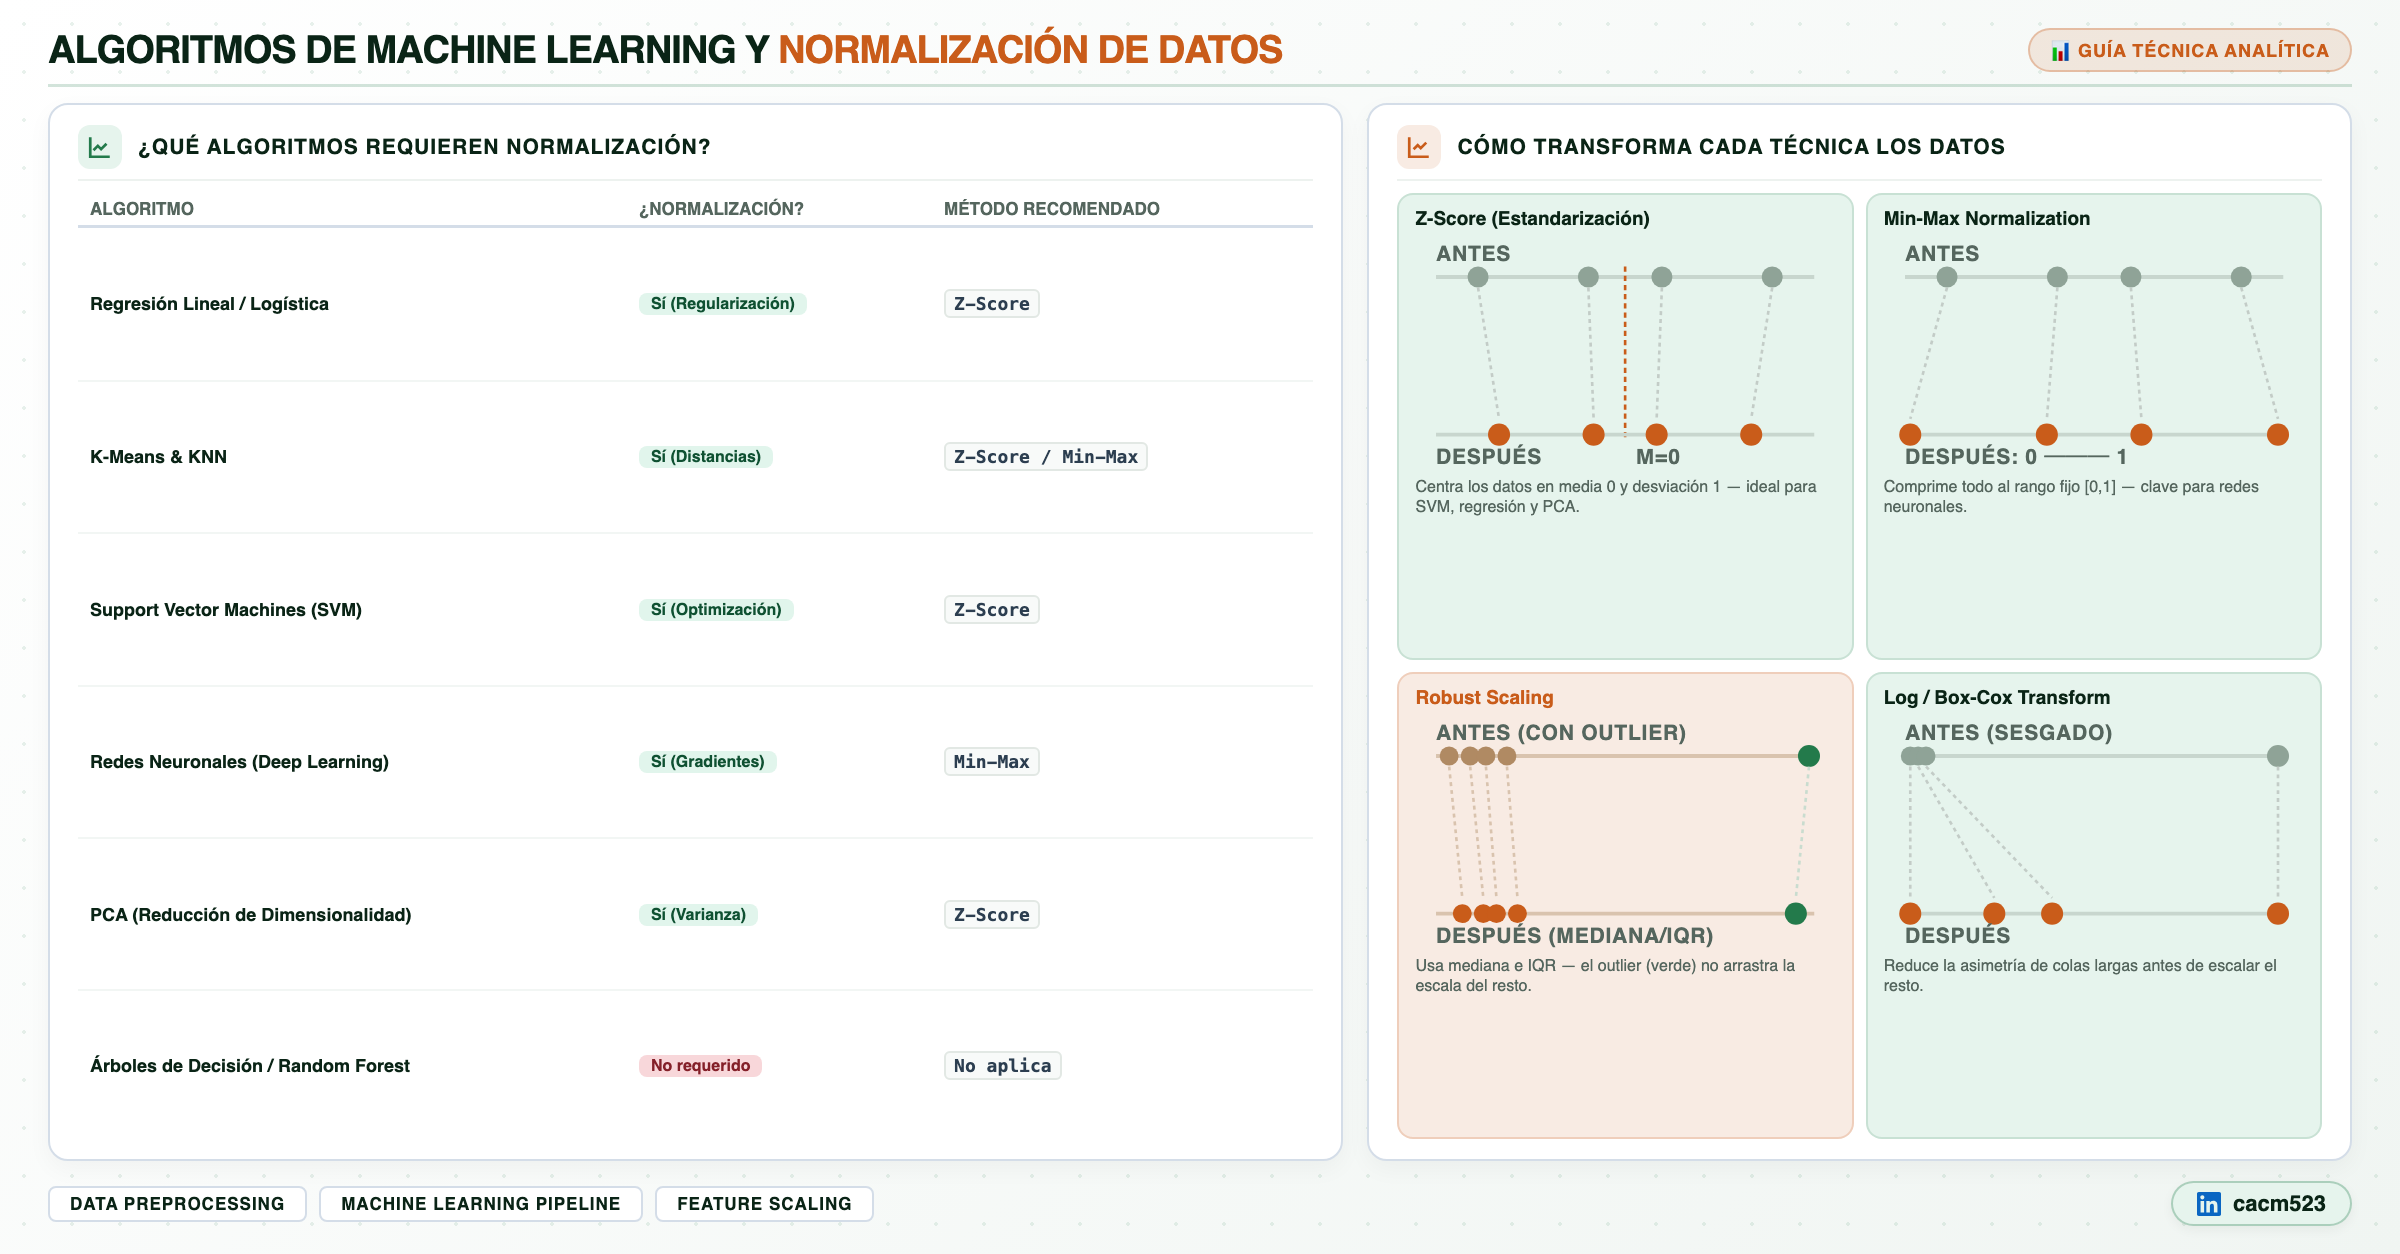 ALGORITMOS DE MACHINE LEARNING Y NORMALIZACIÓN DE DATOS
📊 GUÍA TÉCNICA ANALÍTICA
¿QUÉ ALGORITMOS REQUIEREN NORMALIZACIÓN?
ALGORITMO ¿NORMALIZACIÓN? MÉTODO RECOMENDADO
Regresión Lineal / Logística Sí (Regularización) Z-Score
K-Means & KNN Sí (Distancias) Z-Score / Min-Max
Support Vector Machines (SVM) Sí (Optimización) Z-Score
Redes Neuronales (Deep Learning) Sí (Gradientes) Min-Max
PCA (Reducción de Dimensionalidad) Sí (Varianza) Z-Score
Árboles de Decisión / Random Forest No requerido No aplica
CÓMO TRANSFORMA CADA TÉCNICA LOS DATOS
Z-Score (Estandarización)
ANTES
DESPUÉS M=0
Centra los datos en media 0 y desviación 1 — ideal para
SVM, regresión y PCA.
Min-Max Normalization
ANTES
DESPUÉS: 0 ——— 1
Comprime todo al rango fijo [0,1] — clave para redes
neuronales.
Robust Scaling
ANTES (CON OUTLIER)
DESPUÉS (MEDIANA/IQR)
Usa mediana e IQR — el outlier (verde) no arrastra la
escala del resto.
Log / Box-Cox Transform
ANTES (SESGADO)
DESPUÉS
Reduce la asimetría de colas largas antes de escalar el
resto.
DATA PREPROCESSING
MACHINE LEARNING PIPELINE
FEATURE SCALING
in cacm523